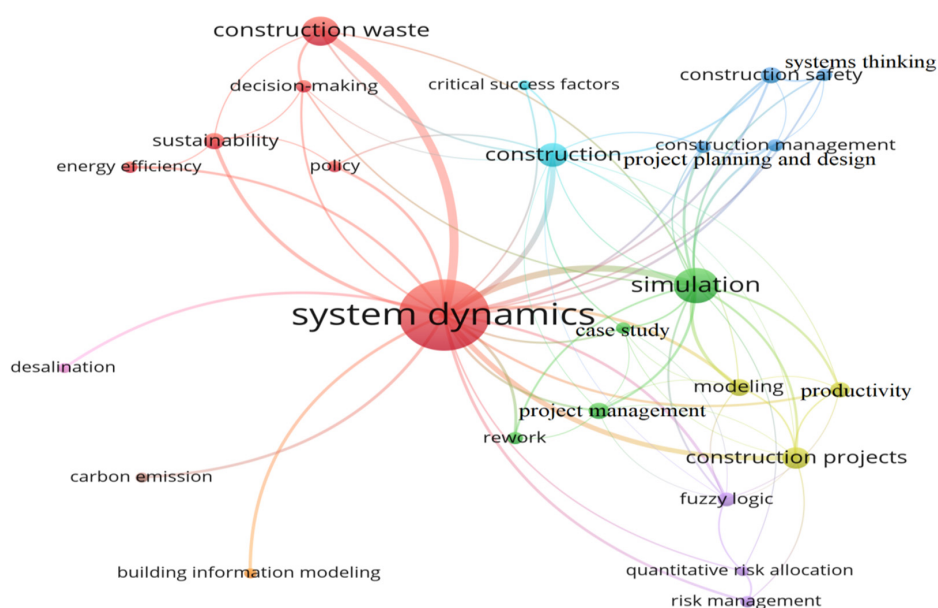 construction waste
systems thinking
construction safety
decision-making
critical success factors
sustainability
construction management
energy efficiency
policy
construction
project planning and design
simulation
system dynamics
case study
desalination
modeling
productivity
project management
rework
construction projects
carbon emission
fuzzy logic
building information modeling
quantitative risk allocation
risk management